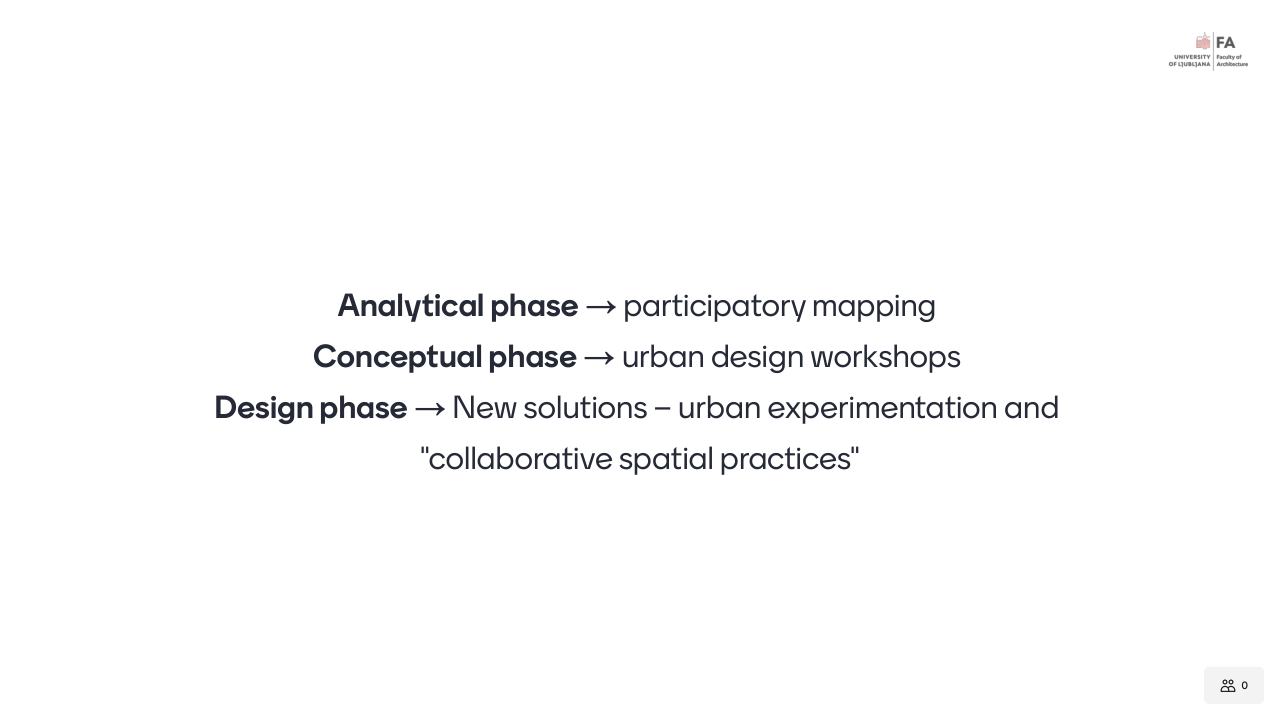 FA
UNIVERSITY
OF LJUBLJANA
Faculty of
Architecture
Analytical phase → participatory mapping
Conceptual phase → urban design workshops
Design phase → New solutions – urban experimentation and
"collaborative spatial practices"
0